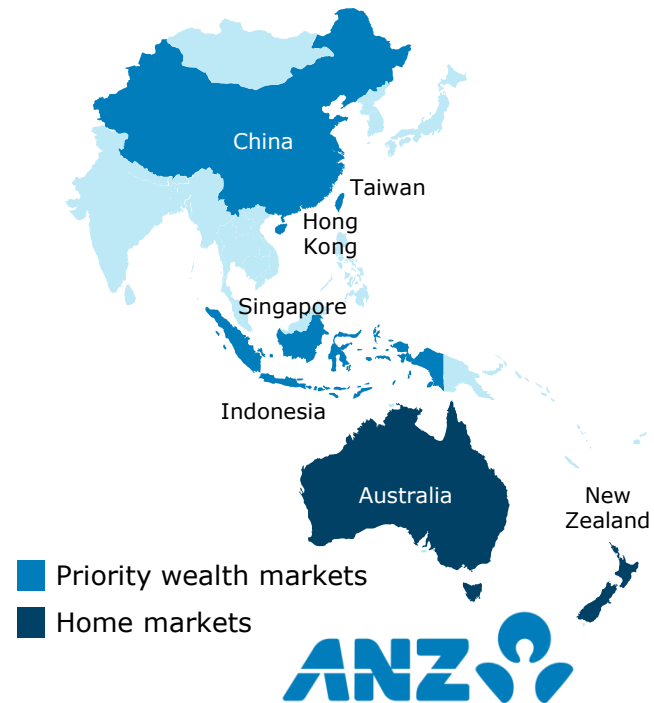 China
Taiwan
Hong
Kong
Singapore
Indonesia
Australia
New
Zealand
Priority wealth markets
Home markets
ANZ